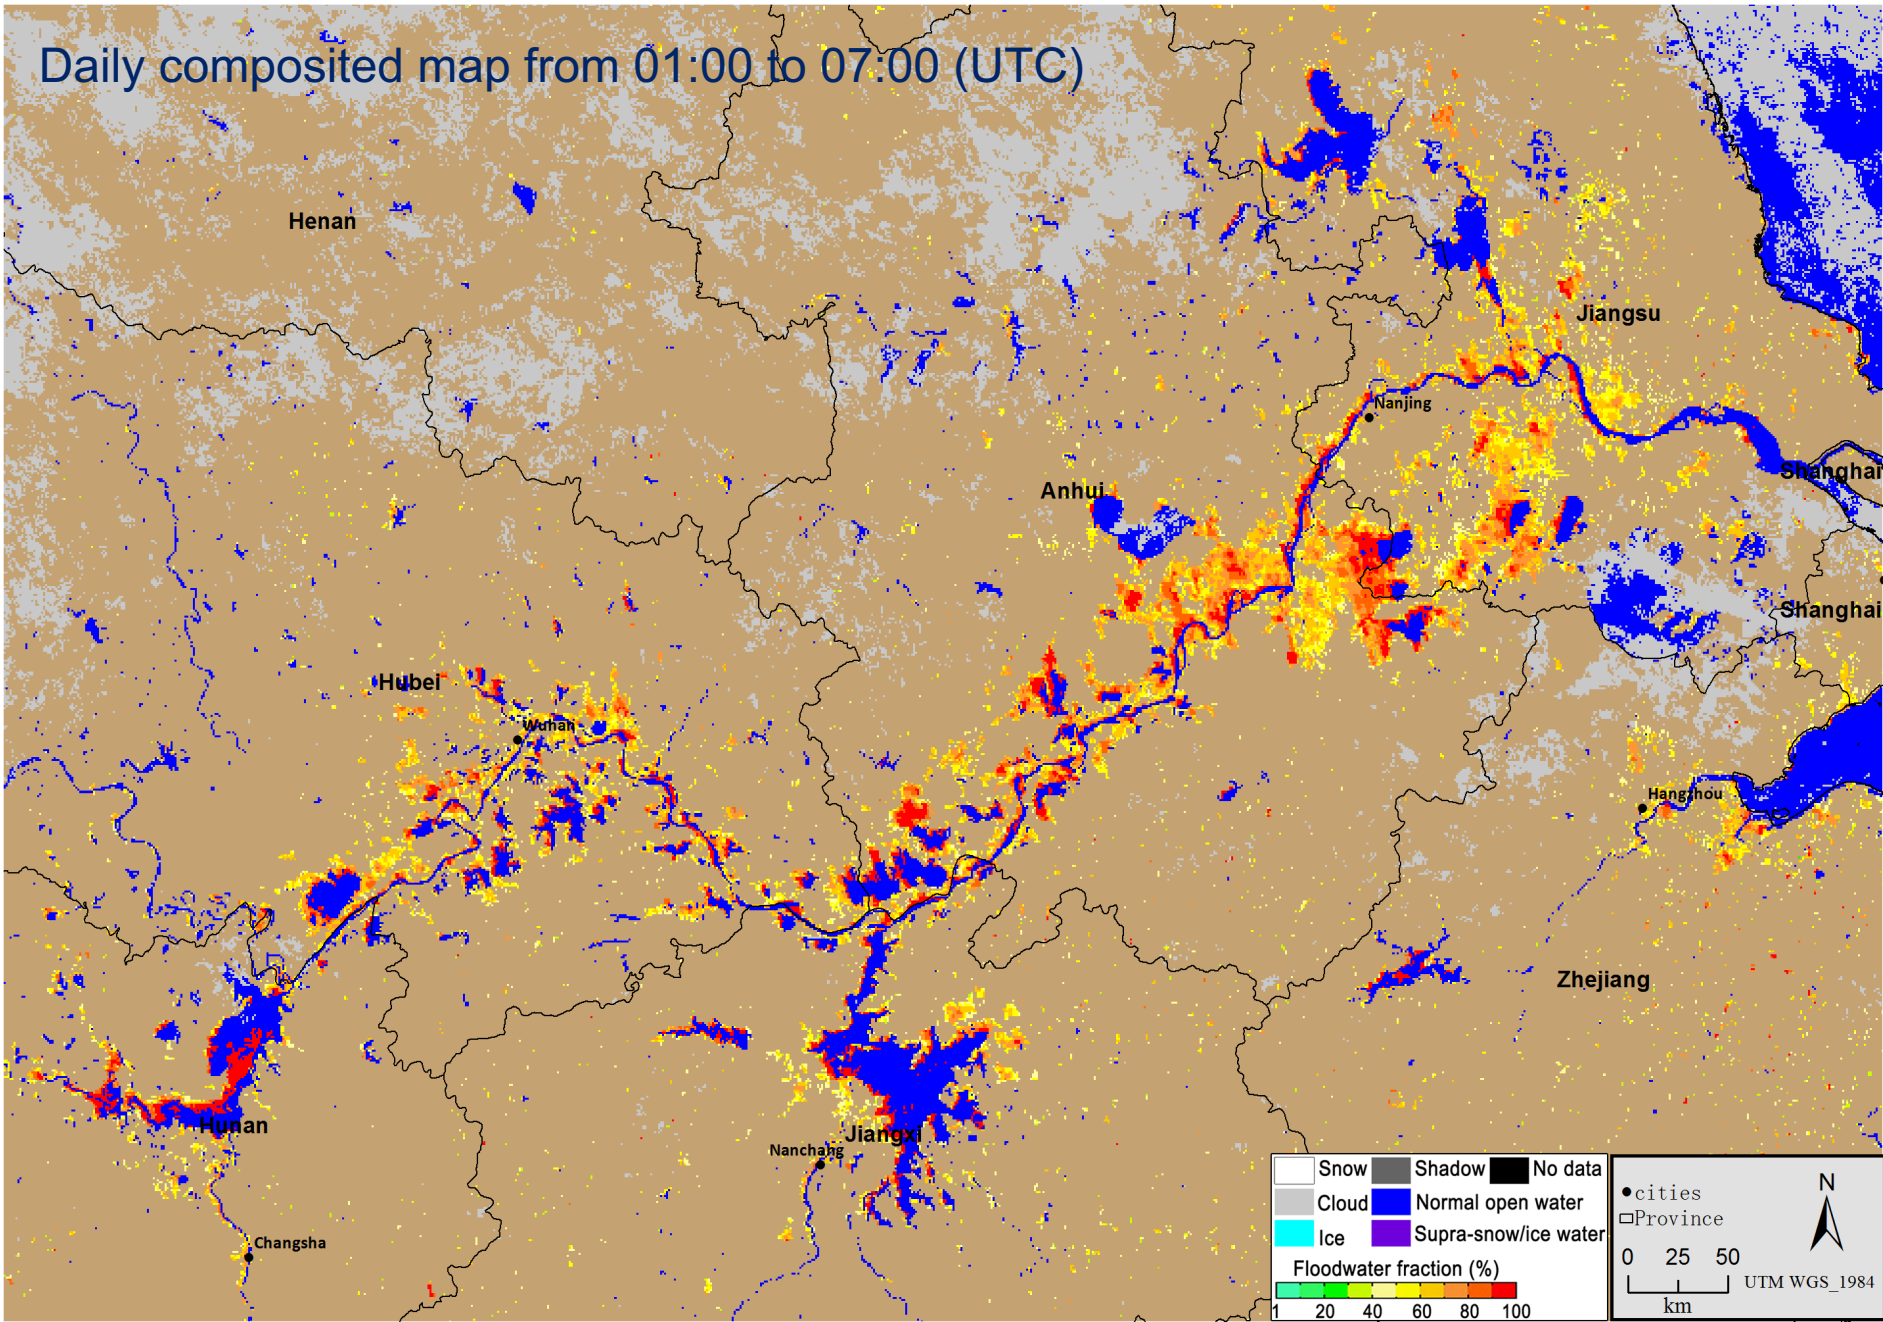 Daily composited map from 01:00 to 07:00 (UTC)
Henan
Jiangsu
Nanjing
Shanghai
Anhui
Shanghai
Hubei
Wuhan
Hangzhou
Zhejiang
Hunan
Jiangxi
Nanchang
Changsha
Snow Shadow No data
Cloud Normal open water
Ice Supra-snow/ice water
Floodwater fraction (%)
1 20 40 60 80 100
N
cities
Province
0 25 50
km
UTM WGS_1984